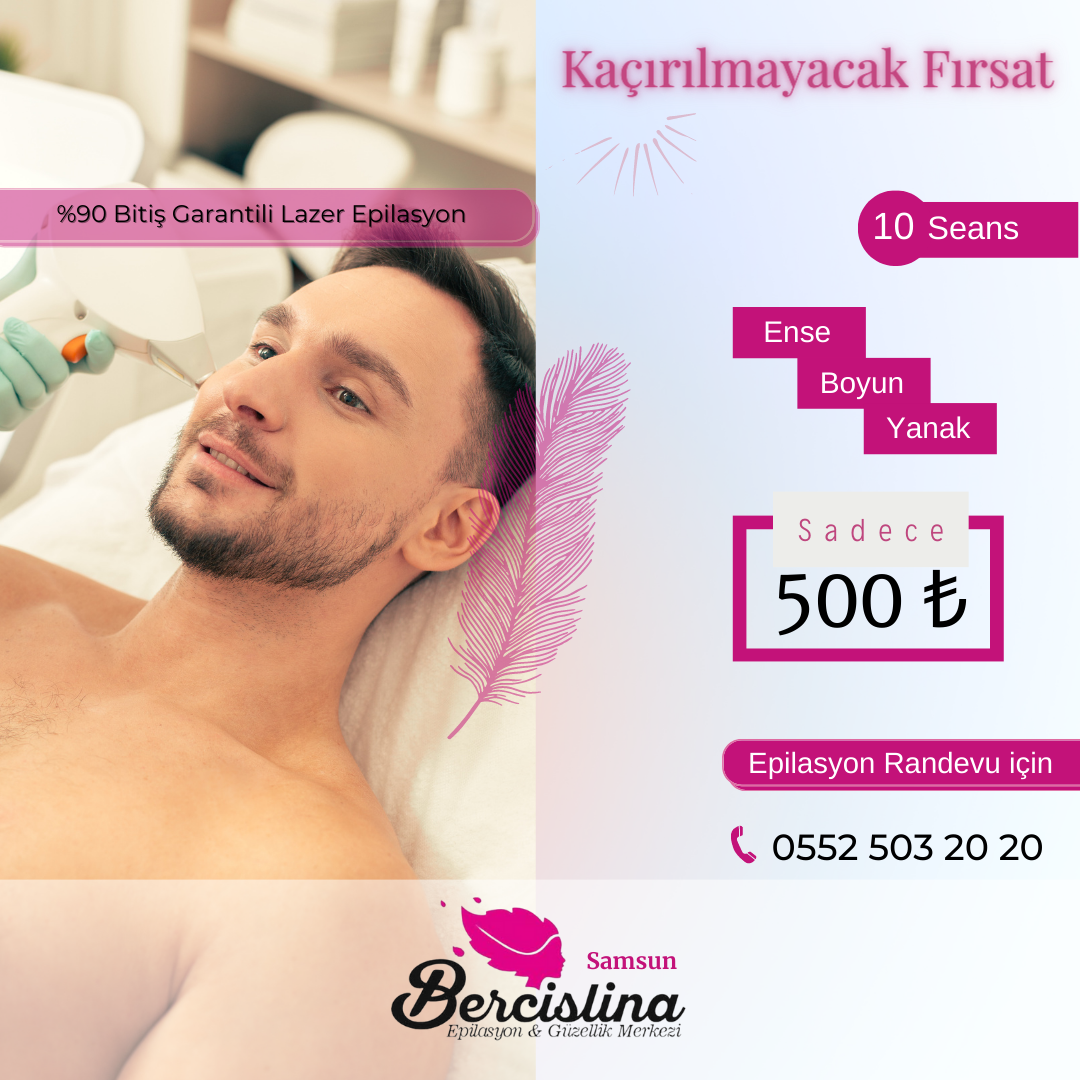 Kaçırılmayacak Fırsat
%90 Bitiş Garantili Lazer Epilasyon
10 Seans
Ense
Boyun
Yanak
Sadece
500 ₺
Epilasyon Randevu için
0552 503 20 20
Samsun
Bercislina
Epilasyon & Güzellik Merkezi